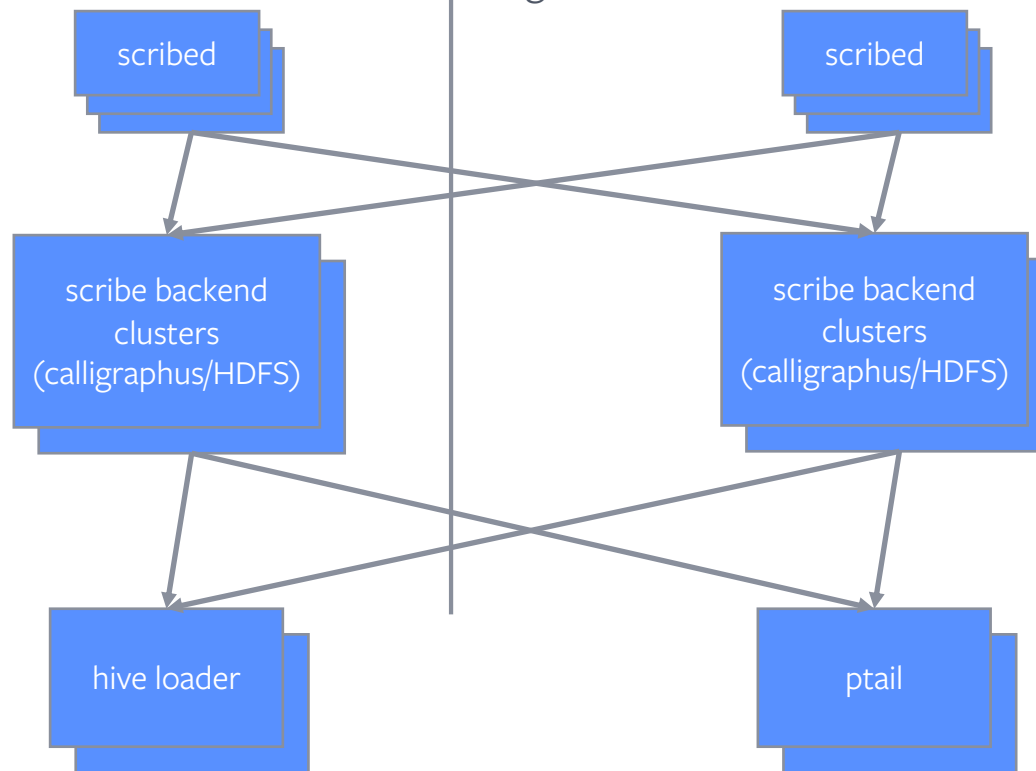 scribed
scribed
scribe backend
clusters
(calligraphus/HDFS)
scribe backend
clusters
(calligraphus/HDFS)
hive loader
ptail